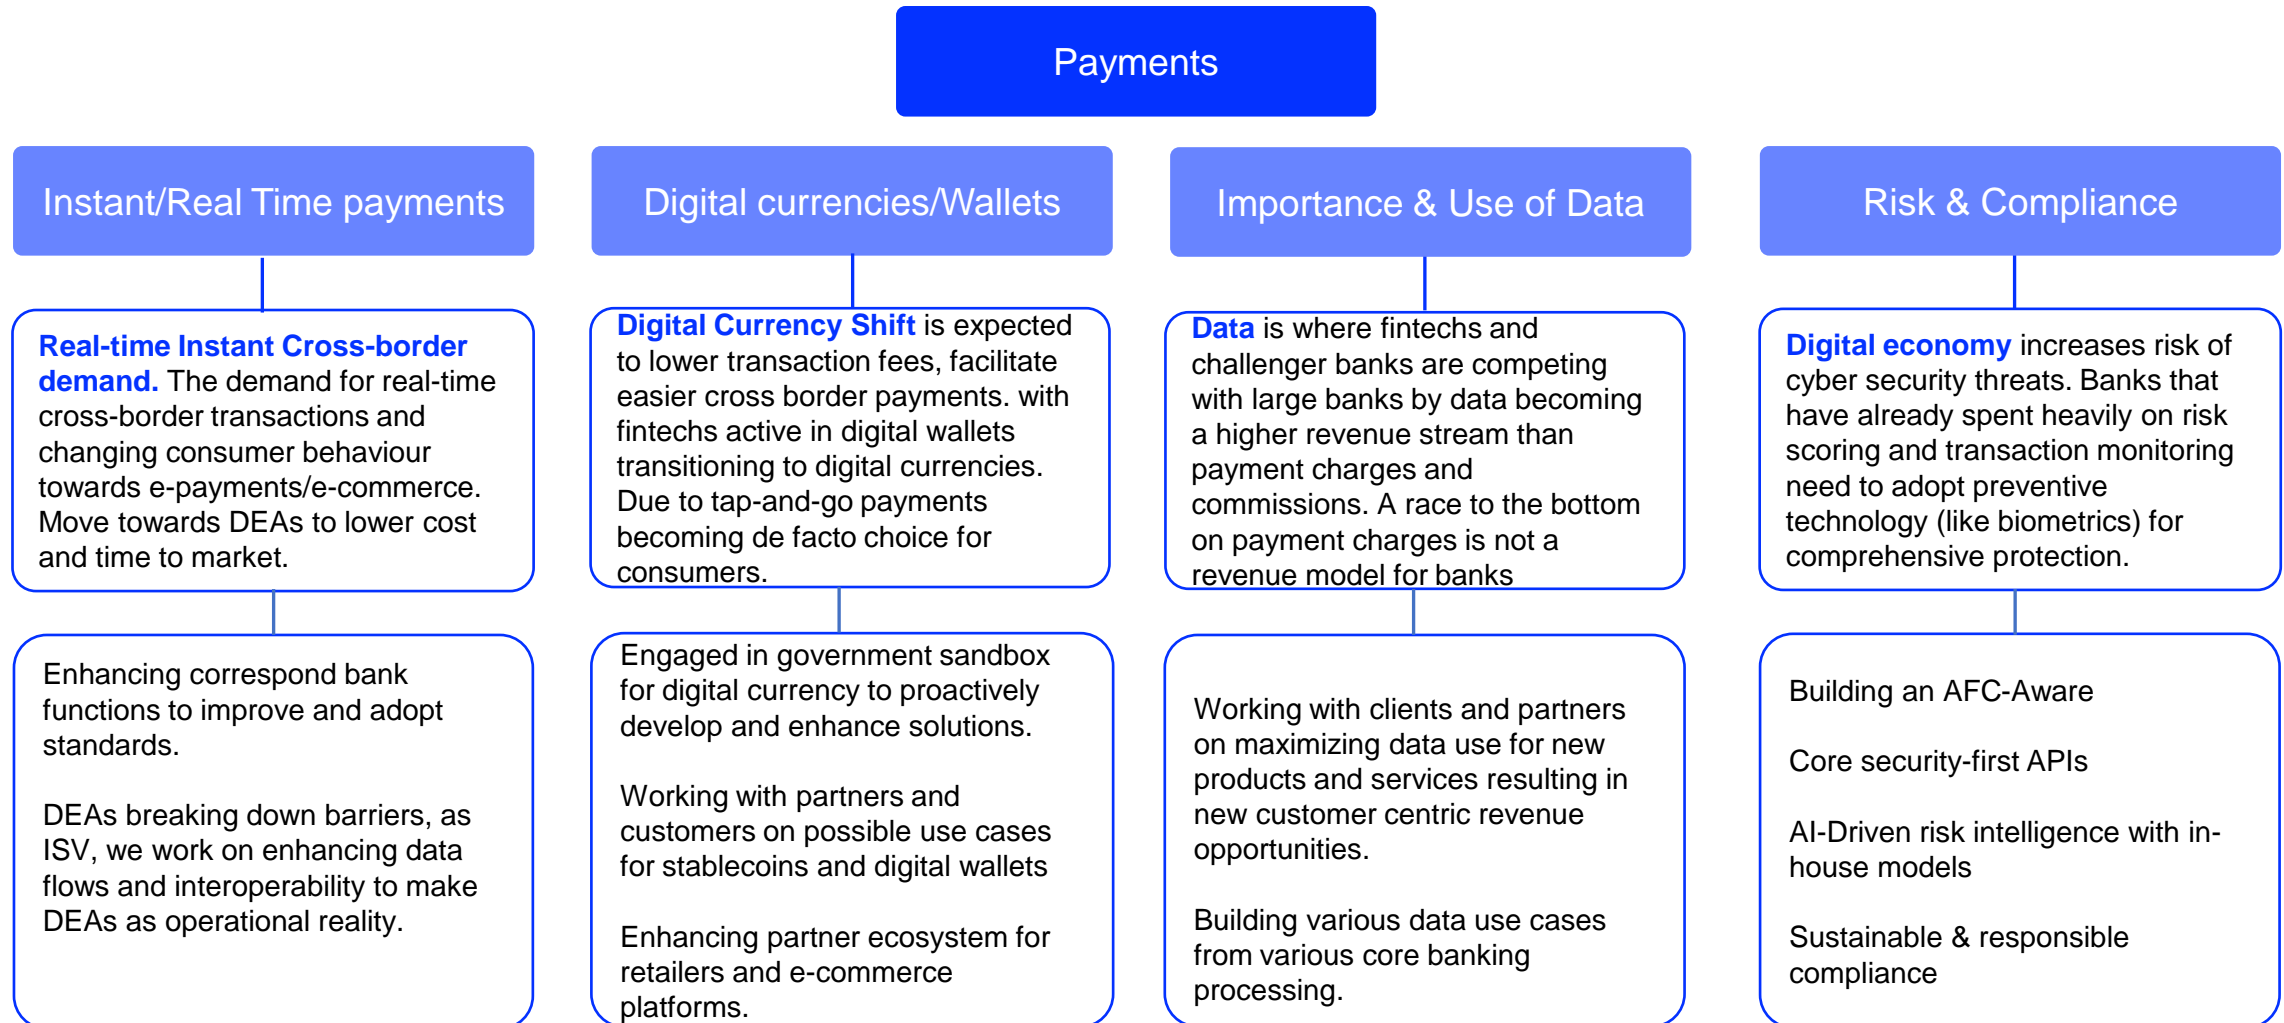 Payments
Instant/Real Time payments
Real-time Instant Cross-border
demand. The demand for real-time
cross-border transactions and
changing consumer behaviour
towards e-payments/e-commerce.
Move towards DEAs to lower cost
and time to market.
Enhancing correspond bank
functions to improve and adopt
standards.
DEAs breaking down barriers, as
ISV, we work on enhancing data
flows and interoperability to make
DEAs as operational reality.
Digital currencies/Wallets
Digital Currency Shift is expected
to lower transaction fees, facilitate
easier cross border payments. with
fintechs active in digital wallets
transitioning to digital currencies.
Due to tap-and-go payments
becoming de facto choice for
consumers.
Engaged in government sandbox
for digital currency to proactively
develop and enhance solutions.
Working with partners and
customers on possible use cases
for stablecoins and digital wallets
Enhancing partner ecosystem for
retailers and e-commerce
platforms.
Importance & Use of Data
Data is where fintechs and
challenger banks are competing
with large banks by data becoming
a higher revenue stream than
payment charges and
commissions. A race to the bottom
on payment charges is not a
revenue model for banks
Working with clients and partners
on maximizing data use for new
products and services resulting in
new customer centric revenue
opportunities.
Building various data use cases
from various core banking
processing.
Risk & Compliance
Digital economy increases risk of
cyber security threats. Banks that
have already spent heavily on risk
scoring and transaction monitoring
need to adopt preventive
technology (like biometrics) for
comprehensive protection.
Building an AFC-Aware
Core security-first APIs
AI-Driven risk intelligence with in-
house models
Sustainable & responsible
compliance